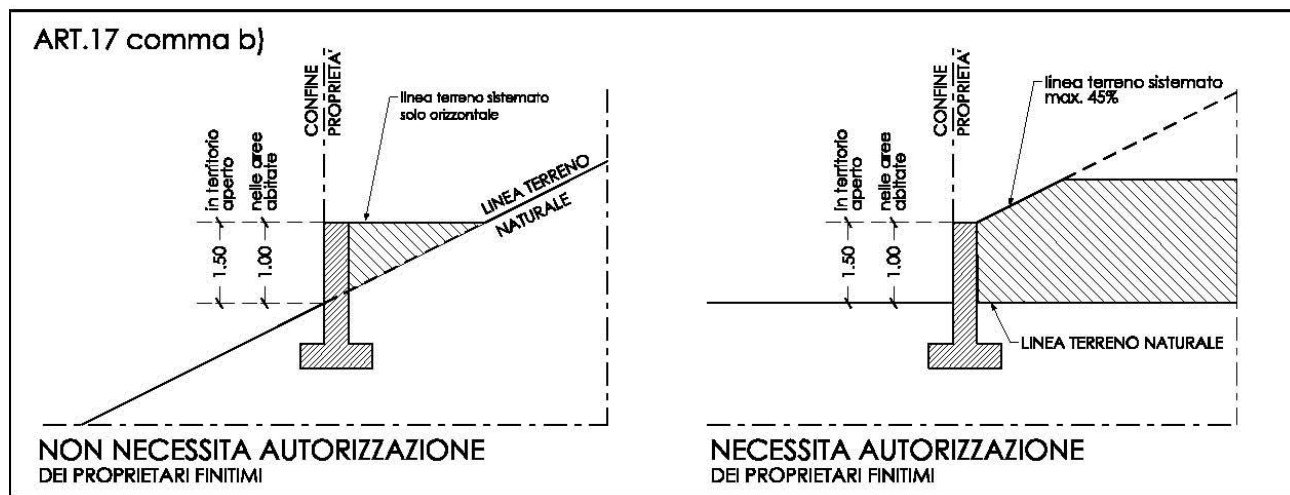 ART.17 comma b)
CONFINE
PROPRIETA'
linea terreno sistemato
solo orizzontale
in territorio
aperto
nelle aree
abitate
1.50
1.00
LINEA TERRENO
NATURALE
NON NECESSITA AUTORIZZAZIONE
DEI PROPRIETARI FINITIMI
CONFINE
PROPRIETA'
linea terreno sistemato
max. 45%
in territorio
aperto
nelle aree
abitate
1.50
1.00
LINEA TERRENO NATURALE
NECESSITA AUTORIZZAZIONE
DEI PROPRIETARI FINITIMI